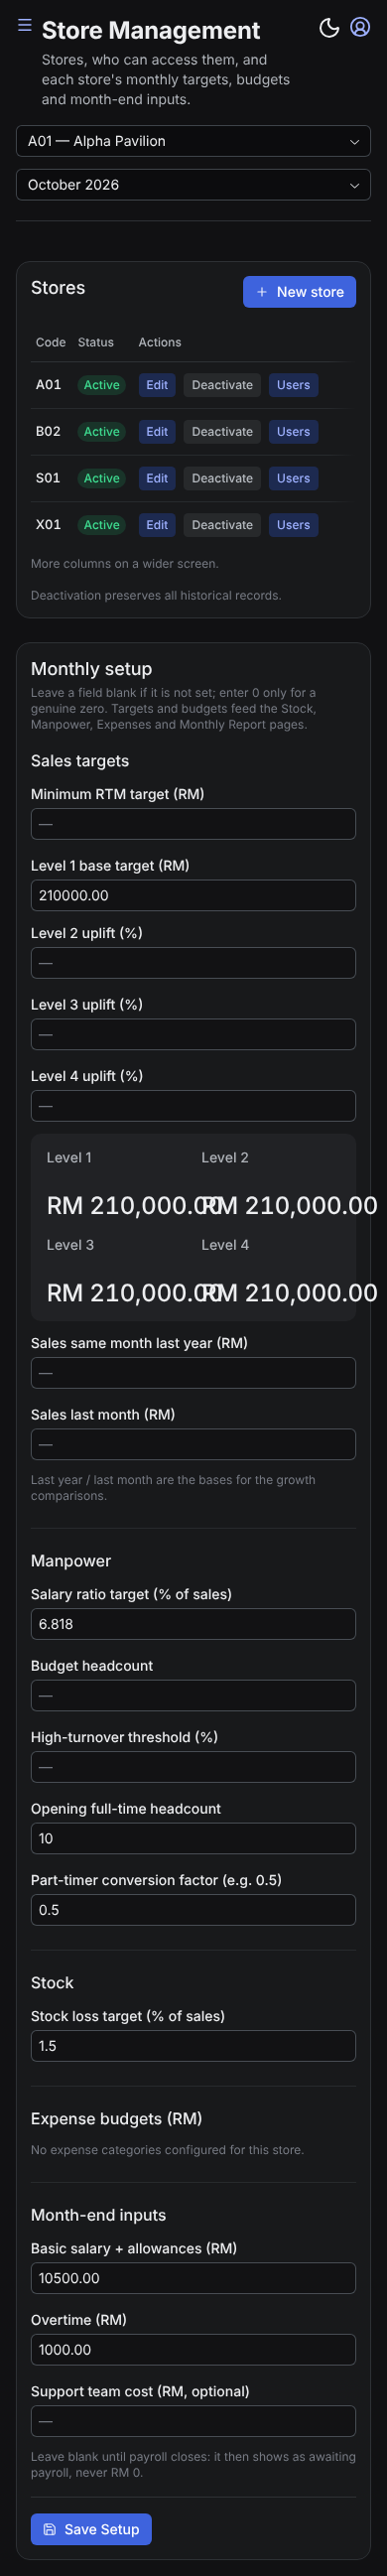 Store Management
Stores, who can access them, and
each store's monthly targets, budgets
and month-end inputs.
A01 — Alpha Pavilion
October 2026
Stores
+ New store
Code Status Actions
A01 Active Edit Deactivate Users
B02 Active Edit Deactivate Users
S01 Active Edit Deactivate Users
X01 Active Edit Deactivate Users
More columns on a wider screen.
Deactivation preserves all historical records.
Monthly setup
Leave a field blank if it is not set; enter 0 only for a
genuine zero. Targets and budgets feed the Stock,
Manpower, Expenses and Monthly Report pages.
Sales targets
Minimum RTM target (RM)
—
Level 1 base target (RM)
210000.00
Level 2 uplift (%)
—
Level 3 uplift (%)
—
Level 4 uplift (%)
—
Level 1 Level 2
RM 210,000.00 RM 210,000.00
Level 3 Level 4
RM 210,000.00 RM 210,000.00
Sales same month last year (RM)
—
Sales last month (RM)
—
Last year / last month are the bases for the growth
comparisons.
Manpower
Salary ratio target (% of sales)
6.818
Budget headcount
—
High-turnover threshold (%)
—
Opening full-time headcount
10
Part-timer conversion factor (e.g. 0.5)
0.5
Stock
Stock loss target (% of sales)
1.5
Expense budgets (RM)
No expense categories configured for this store.
Month-end inputs
Basic salary + allowances (RM)
10500.00
Overtime (RM)
1000.00
Support team cost (RM, optional)
—
Leave blank until payroll closes: it then shows as awaiting
payroll, never RM 0.
Save Setup